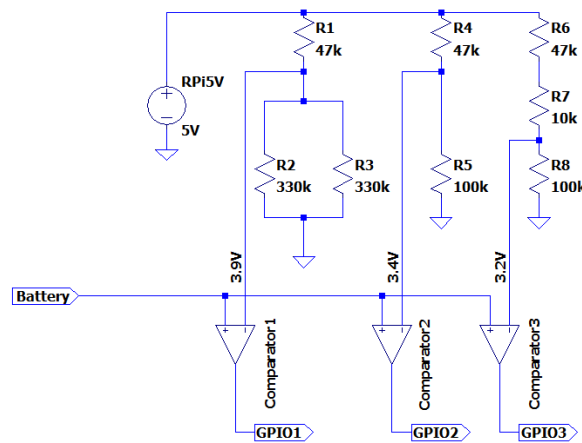 R1
47k
R4
47k
R6
47k
RPi5V
5V
R7
10k
R2
330k
R3
330k
R5
100k
R8
100k
3.9V
3.4V
3.2V
Battery
Comparator1
Comparator2
Comparator3
GPIO1
GPIO2
GPIO3